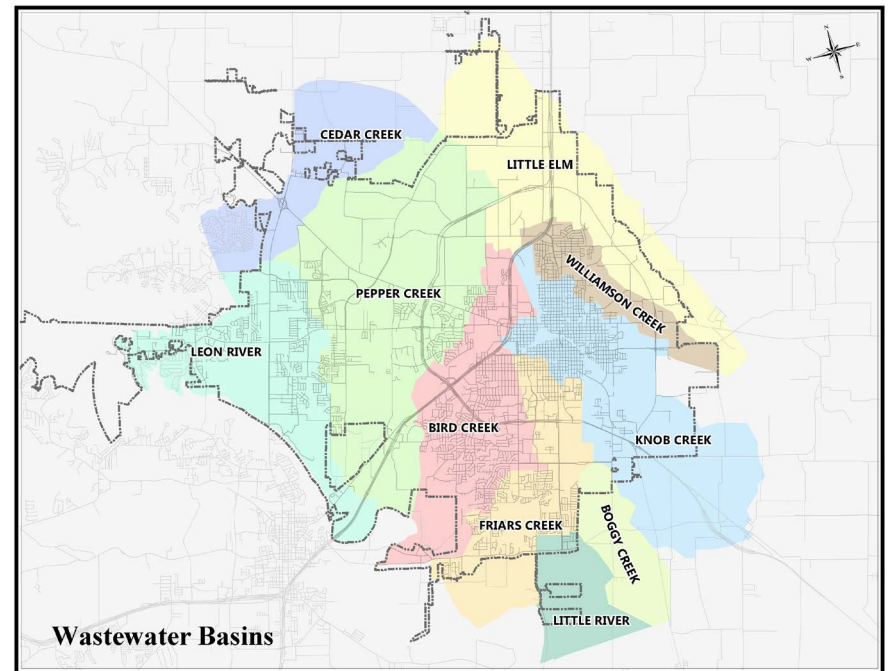 N
W
E
S
CEDAR CREEK
LITTLE ELM
WILLIAMSON CREEK
PEPPER CREEK
LEON RIVER
BIRD CREEK
KNOB CREEK
FRIARS CREEK
BOGGY CREEK
LITTLE RIVER
Wastewater Basins